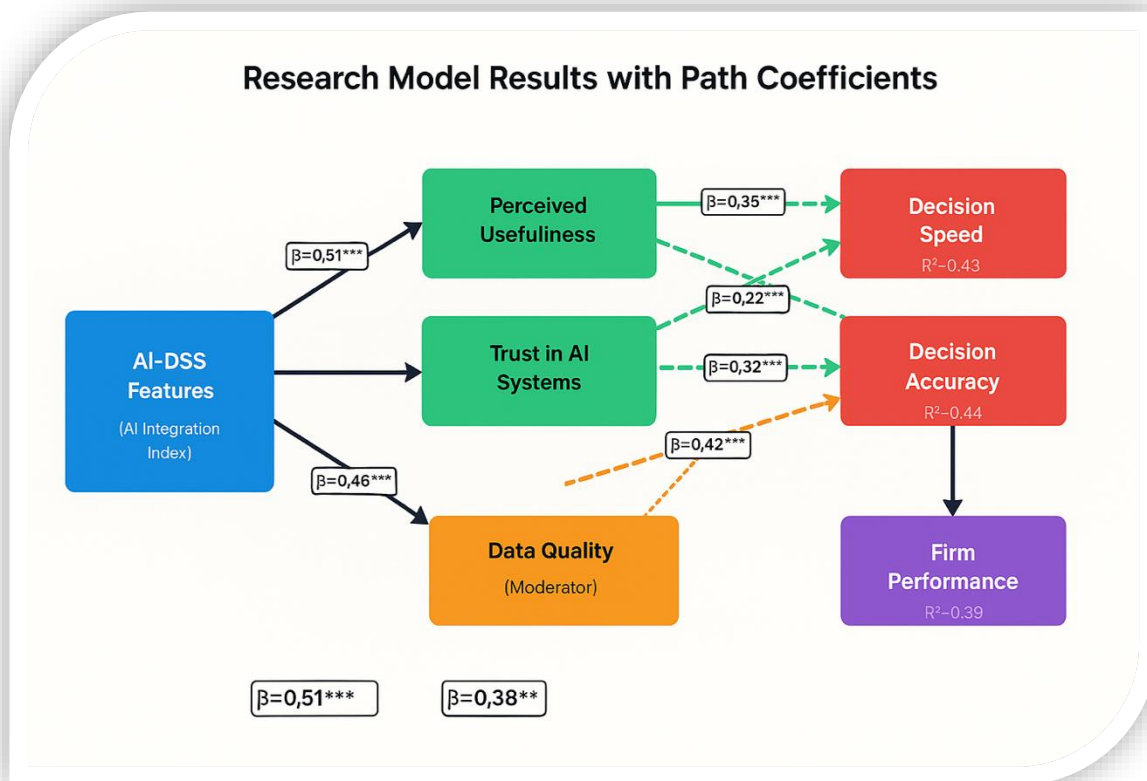 Research Model Results with Path Coefficients
Perceived
Usefuliness
β=0,35***
Decision
Speed
R²–0.43
β=0,51***
β=0,22***
AI-DSS
Features
(AI Integration
Index)
Trust in AI
Systems
β=0,32***
Decision
Accuracy
R²–0.44
β=0,42***
β=0,46***
Data Quality
(Moderator)
Firm
Performance
R²–0.39
β=0,51***
β=0,38**